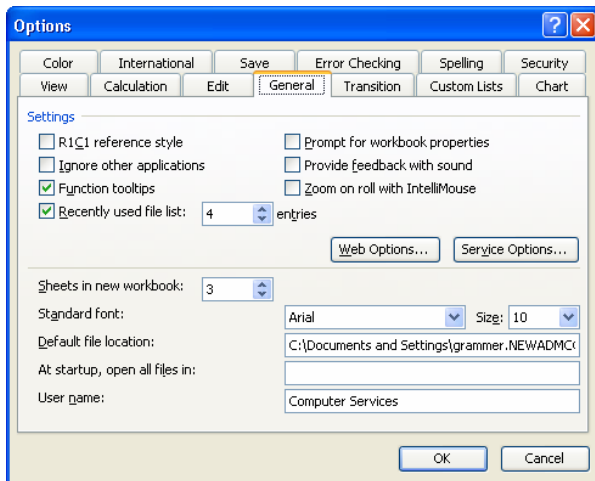 Options
Color International Save Error Checking Spelling Security
View Calculation Edit General Transition Custom Lists Chart
Settings
R1C1 reference style Prompt for workbook properties
Ignore other applications Provide feedback with sound
Function tooltips Zoom on roll with IntelliMouse
Recently used file list: 4 entries
Web Options... Service Options...
Sheets in new workbook: 3
Standard font: Arial Size: 10
Default file location: C:\Documents and Settings\grammer.NEWADMC
At startup, open all files in:
User name: Computer Services
OK Cancel